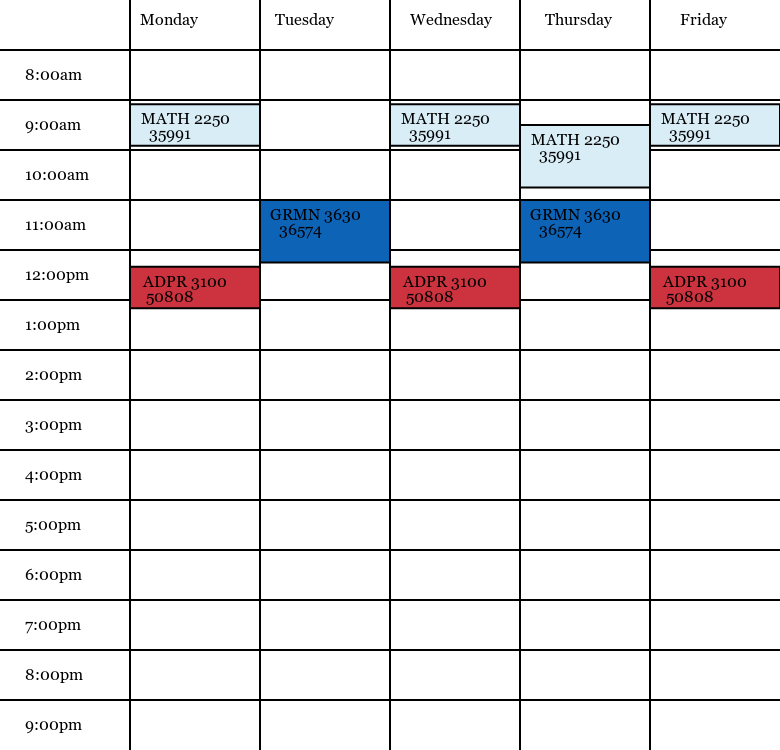 Monday Tuesday Wednesday Thursday Friday
8:00am
9:00am
MATH 2250
35991
MATH 2250
35991
MATH 2250
35991
MATH 2250
35991
10:00am
11:00am
GRMN 3630
36574
GRMN 3630
36574
12:00pm
ADPR 3100
50808
ADPR 3100
50808
ADPR 3100
50808
1:00pm
2:00pm
3:00pm
4:00pm
5:00pm
6:00pm
7:00pm
8:00pm
9:00pm